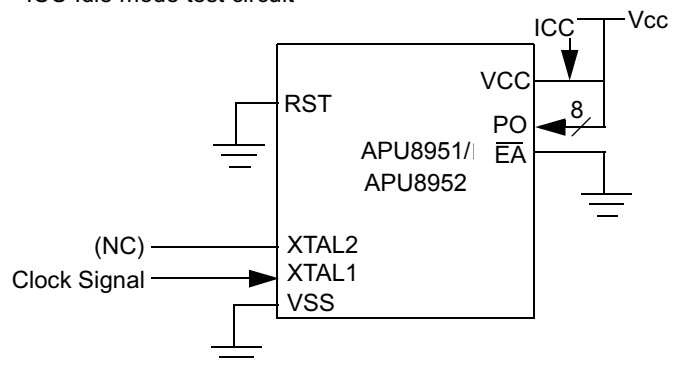 ICC Idle mode test circuit
Vcc
ICC
VCC
RST
8
PO
APU8951/
EA
APU8952
(NC)
XTAL2
Clock Signal
XTAL1
VSS